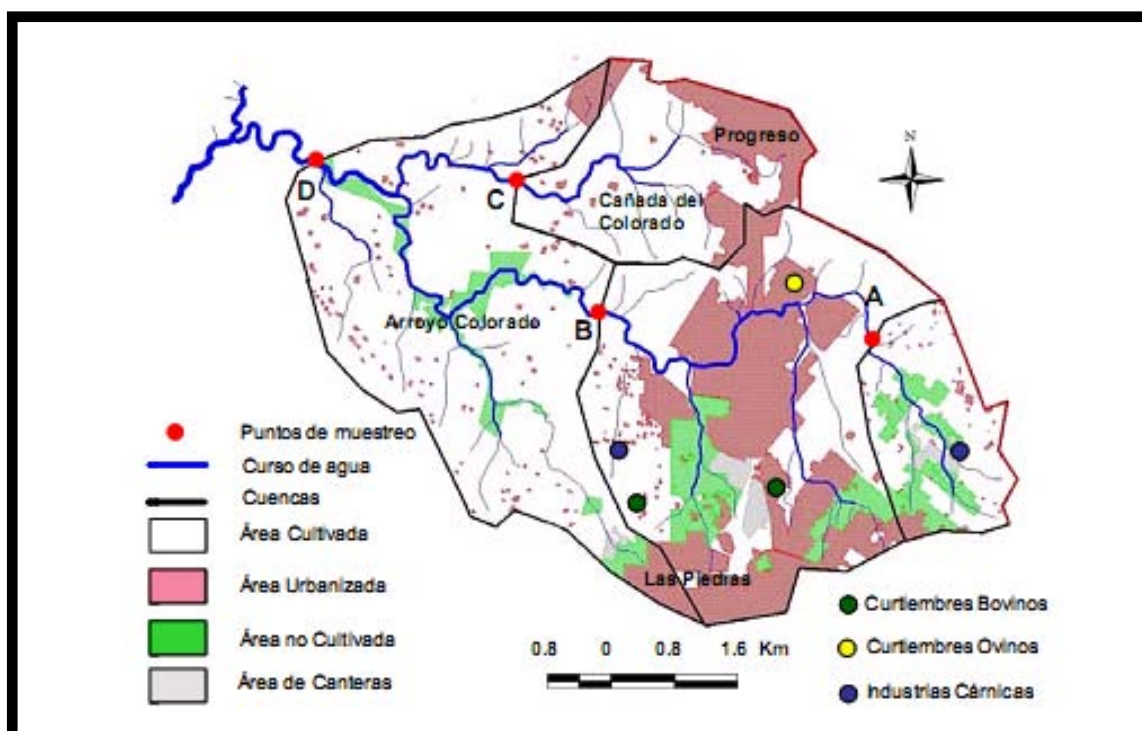 Progreso
N
Cañada del
Colorado
D
C
A
B
Arroyo Colorado
Las Piedras
Puntos de muestreo
Curso de agua
Cuencas
Área Cultivada
Área Urbanizada
Área no Cultivada
Área de Canteras
0.8 0 0.8 1.6 Km
Curtiembres Bovinos
Curtiembres Ovinos
Industrias Cárnicas